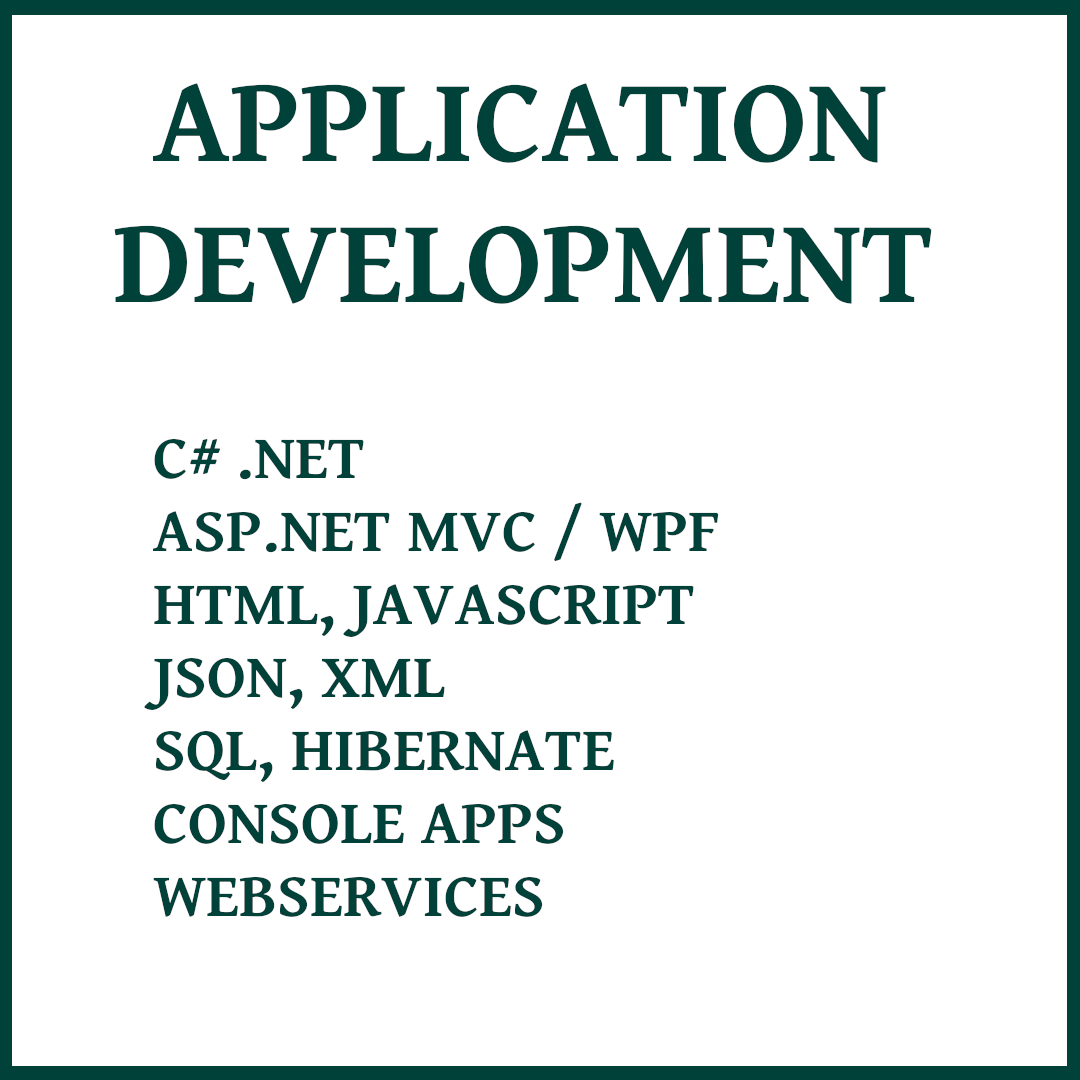 APPLICATION
DEVELOPMENT
C# .NET
ASP.NET MVC / WPF
HTML, JAVASCRIPT
JSON, XML
SQL, HIBERNATE
CONSOLE APPS
WEBSERVICES